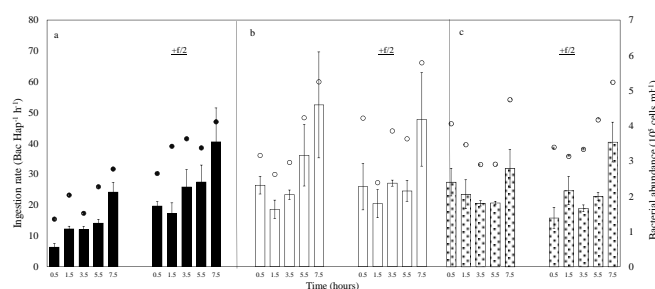 80 7
a b c
70 +f/2 +f/2 +f/2 6
60
5
50
4
40
3
30
2
20
10 1
0 0
Ingestion rate (Bac Hap-1 h-1)
Bacterial abundance (10⁶ cells ml-1)
0.5 1.5 3.5 5.5 7.5 0.5 1.5 3.5 5.5 7.5 0.5 1.5 3.5 5.5 7.5 0.5 1.5 3.5 5.5 7.5 0.5 1.5 3.5 5.5 7.5 0.5 1.5 3.5 5.5 7.5
Time (hours)